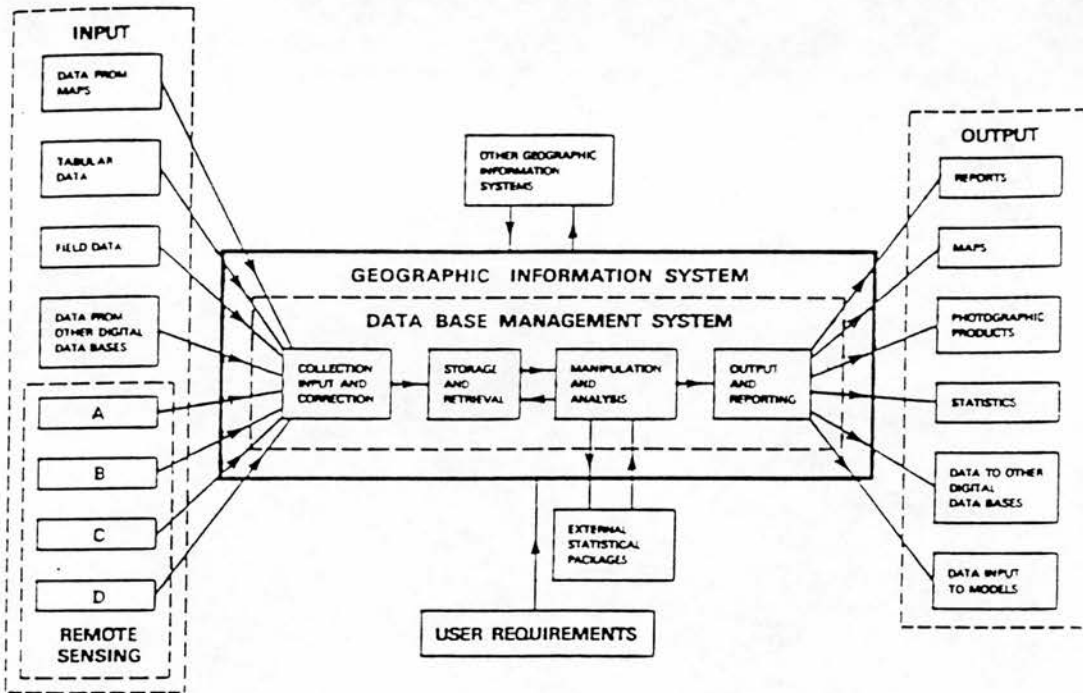 INPUT
DATA FROM
MAPS
TABULAR
DATA
FIELD DATA
DATA FROM
OTHER DIGITAL
DATA BASES
A
B
C
D
REMOTE
SENSING
OTHER GEOGRAPHIC
INFORMATION
SYSTEMS
GEOGRAPHIC INFORMATION SYSTEM
DATA BASE MANAGEMENT SYSTEM
COLLECTION
INPUT AND
CORRECTION
STORAGE
AND
RETRIEVAL
MANIPULATION
AND
ANALYSIS
OUTPUT
AND
REPORTING
EXTERNAL
STATISTICAL
PACKAGES
USER REQUIREMENTS
OUTPUT
REPORTS
MAPS
PHOTOGRAPHIC
PRODUCTS
STATISTICS
DATA TO OTHER
DIGITAL
DATA BASES
DATA INPUT
TO MODELS